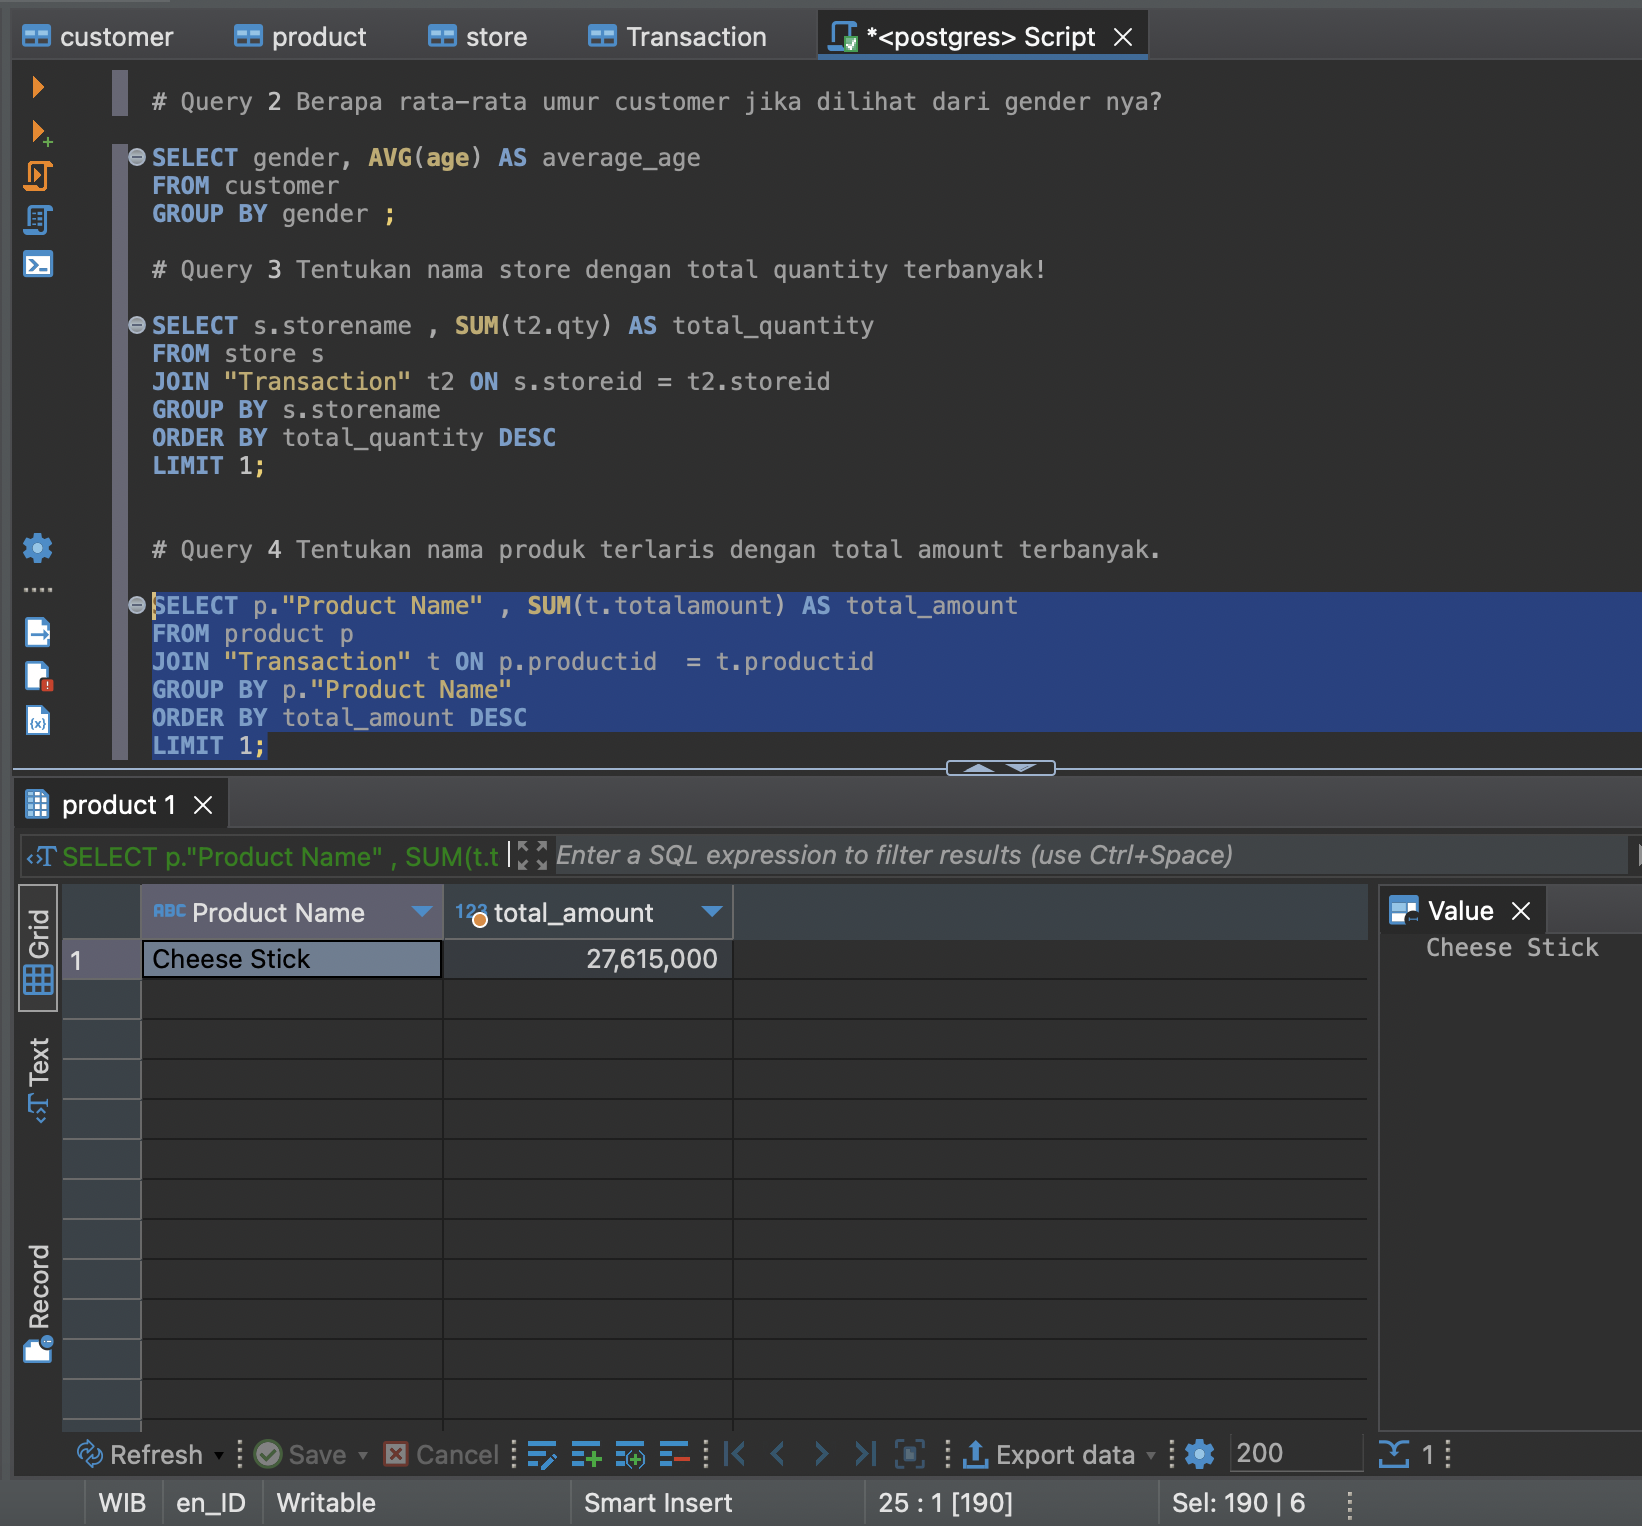 customer product store Transaction *<postgres> Script
# Query 2 Berapa rata-rata umur customer jika dilihat dari gender nya?
SELECT gender, AVG(age) AS average_age
FROM customer
GROUP BY gender ;
# Query 3 Tentukan nama store dengan total quantity terbanyak!
SELECT s.storename , SUM(t2.qty) AS total_quantity
FROM store s
JOIN "Transaction" t2 ON s.storeid = t2.storeid
GROUP BY s.storename
ORDER BY total_quantity DESC
LIMIT 1;
# Query 4 Tentukan nama produk terlaris dengan total amount terbanyak.
SELECT p."Product Name" , SUM(t.totalamount) AS total_amount
FROM product p
JOIN "Transaction" t ON p.productid  = t.productid
GROUP BY p."Product Name"
ORDER BY total_amount DESC
LIMIT 1;
product 1
SELECT p."Product Name" , SUM(t.t Enter a SQL expression to filter results (use Ctrl+Space)
Grid
Text
Record
ABC Product Name 123 total_amount
1 Cheese Stick 27,615,000
Value
Cheese Stick
Refresh Save Cancel Export data 200 1
WIB en_ID Writable Smart Insert 25 : 1 [190] Sel: 190 | 6